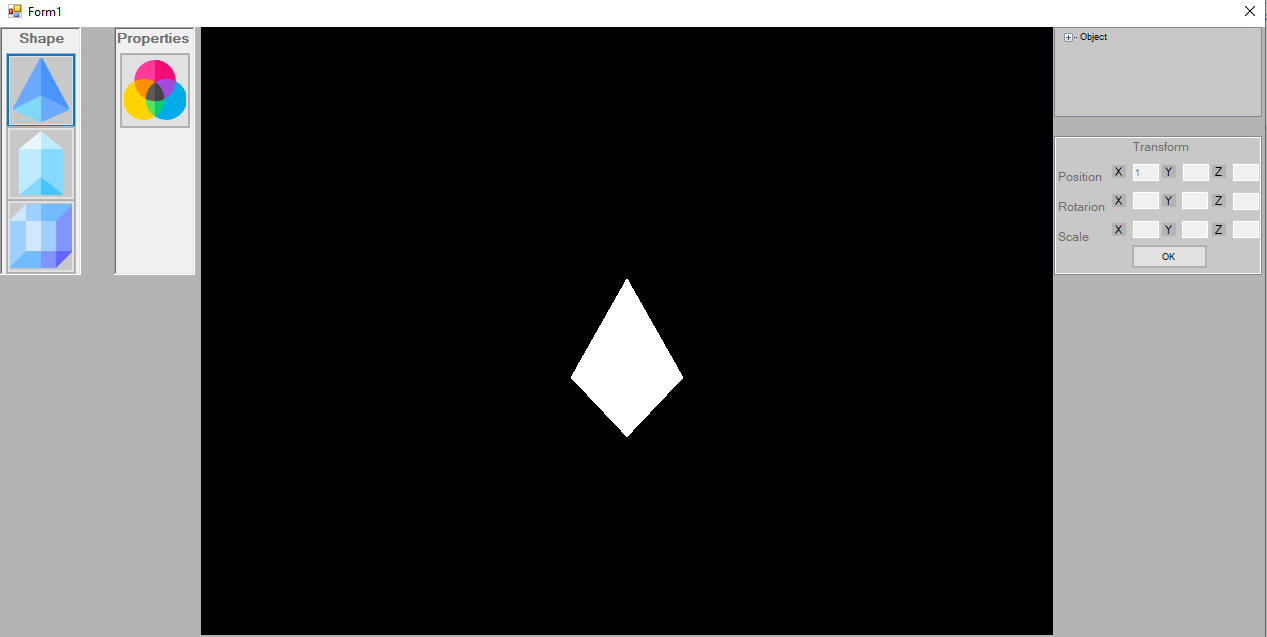 Form1
Shape
Properties
Object
Transform
Position X 1 Y Z
Rotarion X Y Z
Scale X Y Z
OK